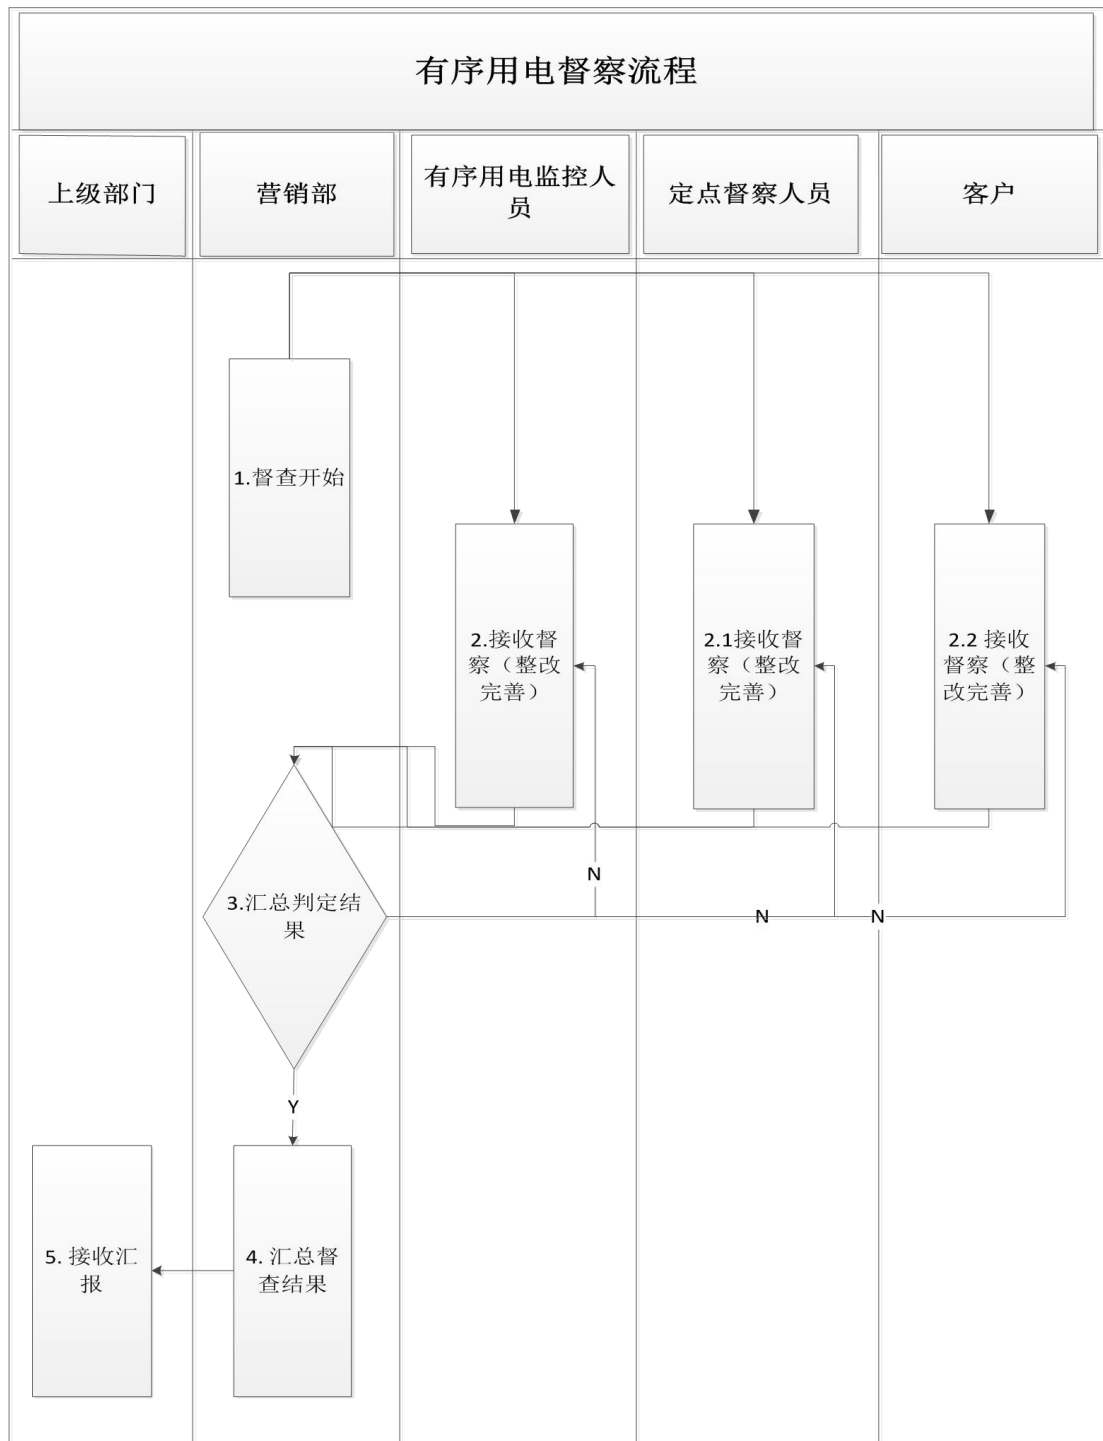 有序用电督察流程
上级部门
营销部
有序用电监控人
员
定点督察人员
客户
1.督查开始
2.接收督
察（整改
完善）
2.1接收督
察（整改
完善）
2.2 接收
督察（整
改完善）
N
3.汇总判定结
果
N
N
Y
5. 接收汇
报
4. 汇总督
查结果